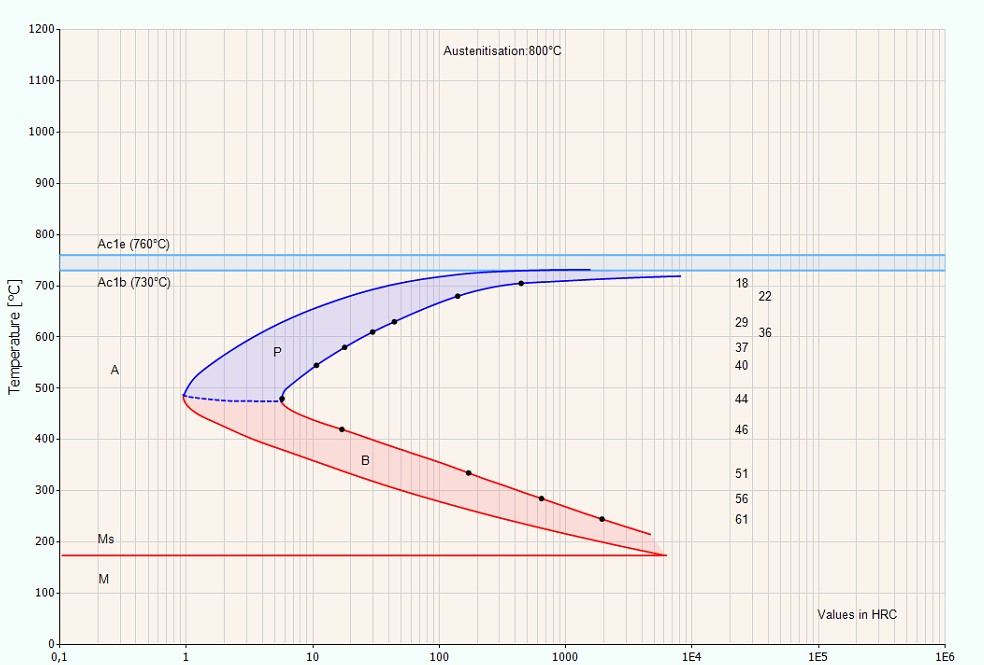 1200
Austenitisation:800°C
1100
1000
900
800
Ac1e (760°C)
Ac1b (730°C)
700
18
22
29
600
36
P
37
A
40
500
44
46
400
B
51
300
56
61
Ms
200
M
100
Values in HRC
0
0,1 1 10 100 1000 1E4 1E5 1E6
Temperature [°C]